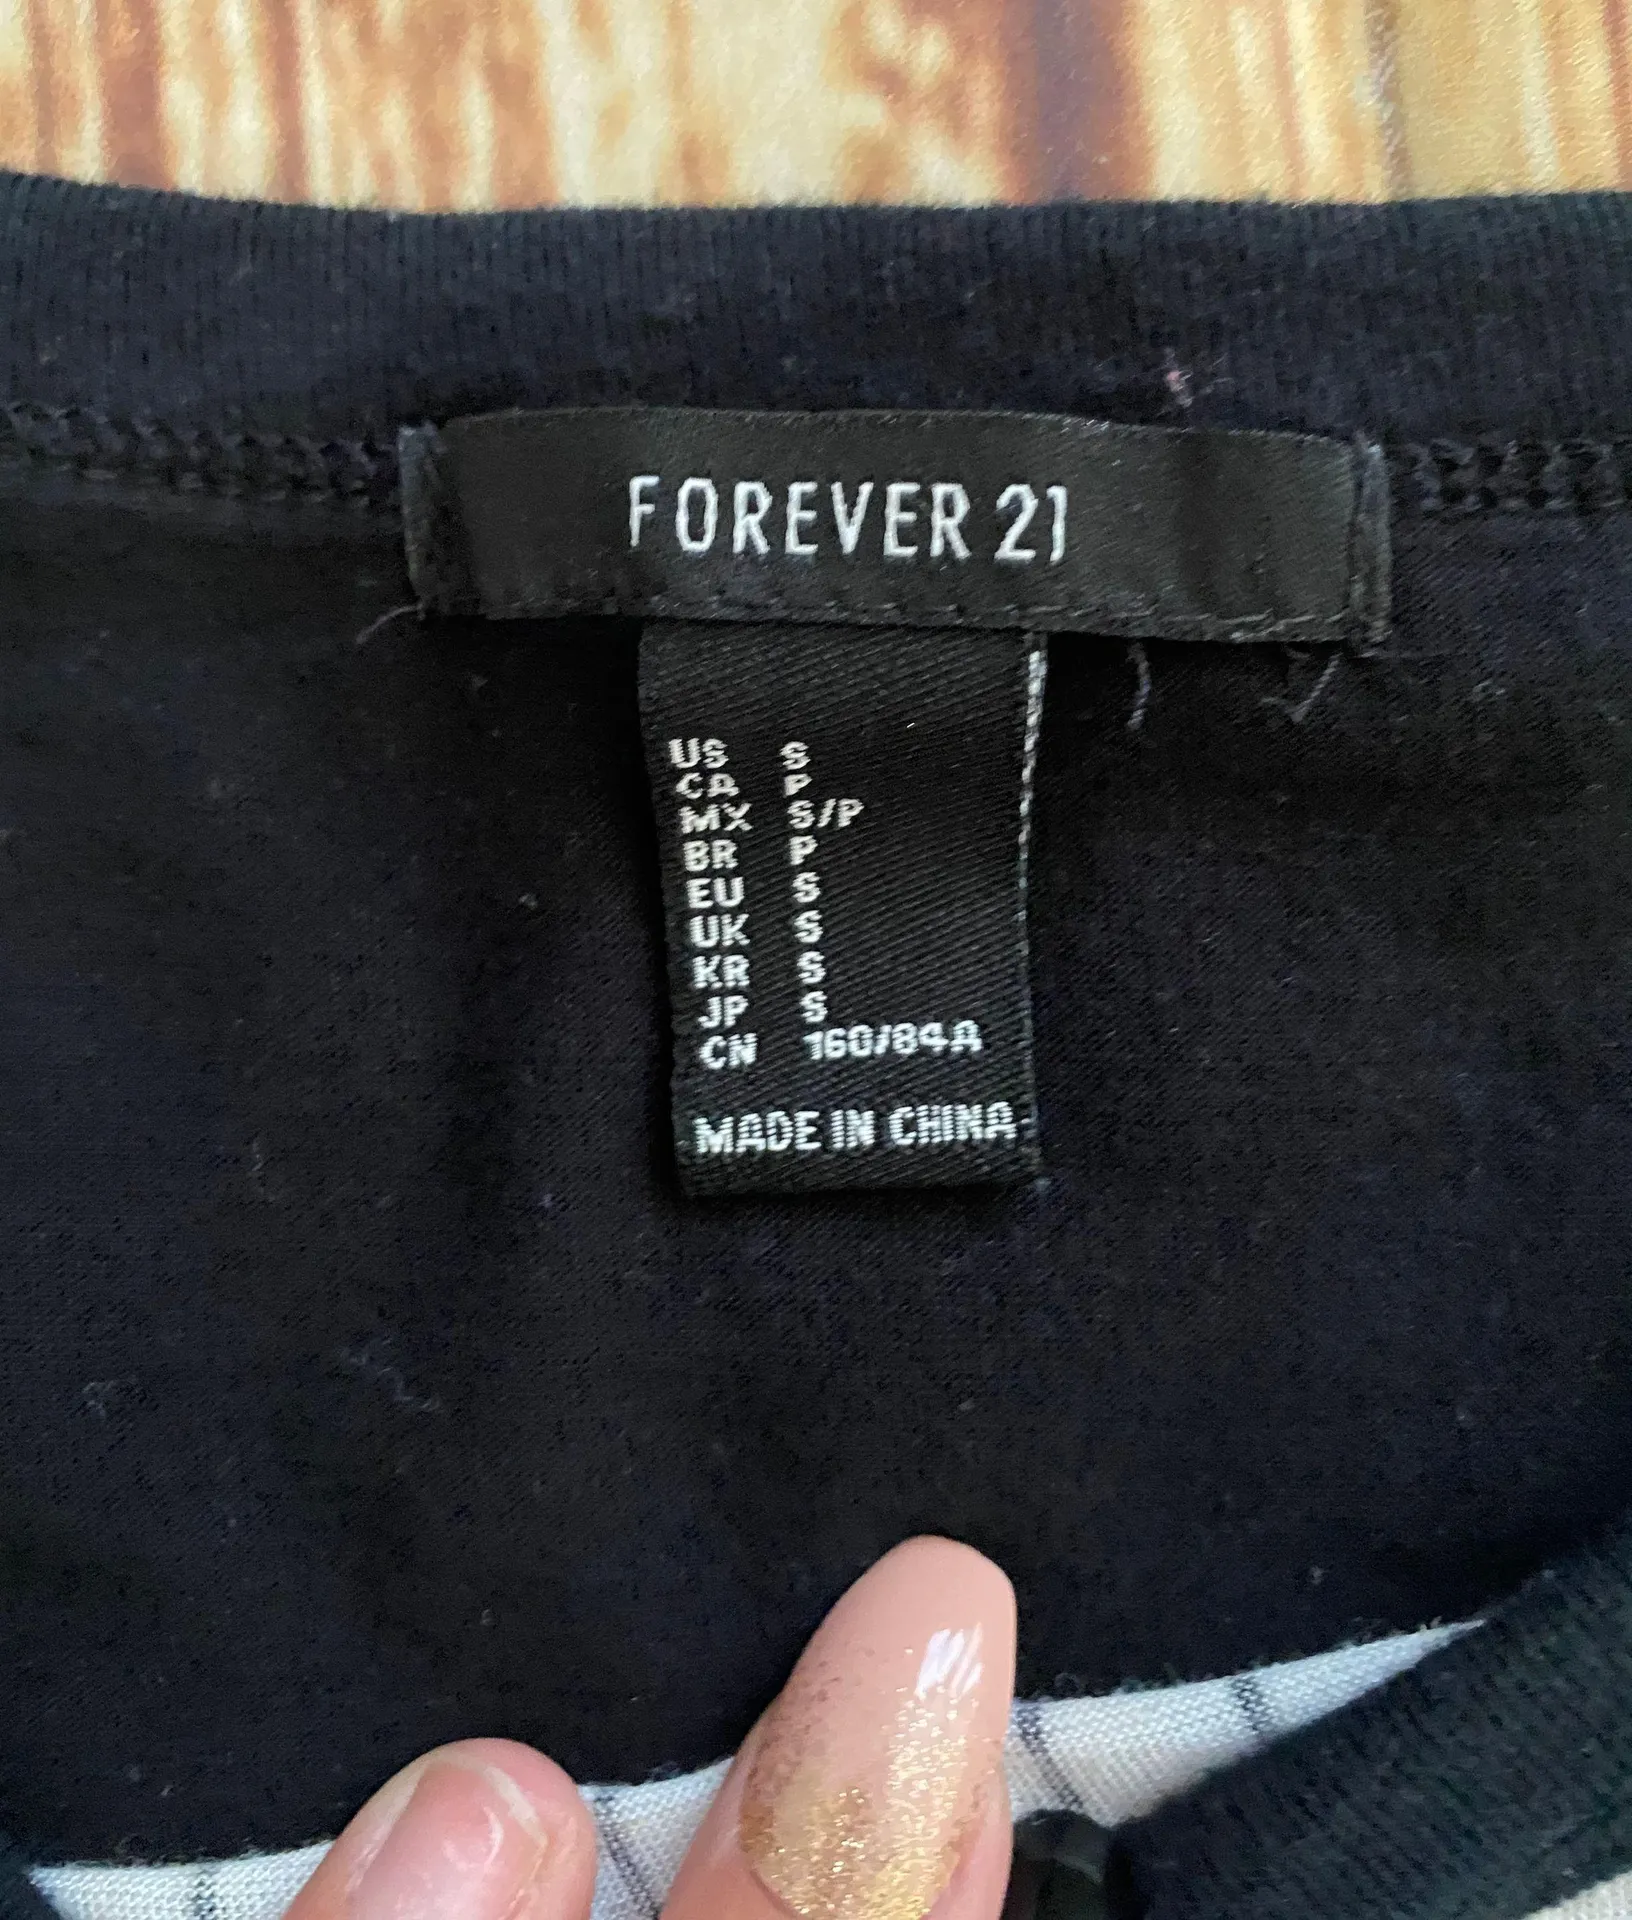 FOREVER 21
US S
CA P
MX S/P
BR P
EU S
UK S
KR S
JP S
CN 160/84A
MADE IN CHINA